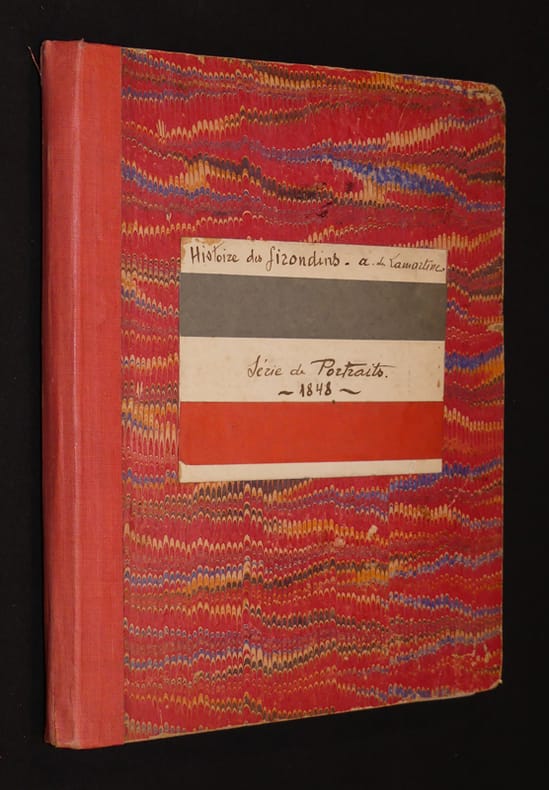 Histoire des Girondins - a. de Lamartine.
Série de Portraits.
~ 1848 ~